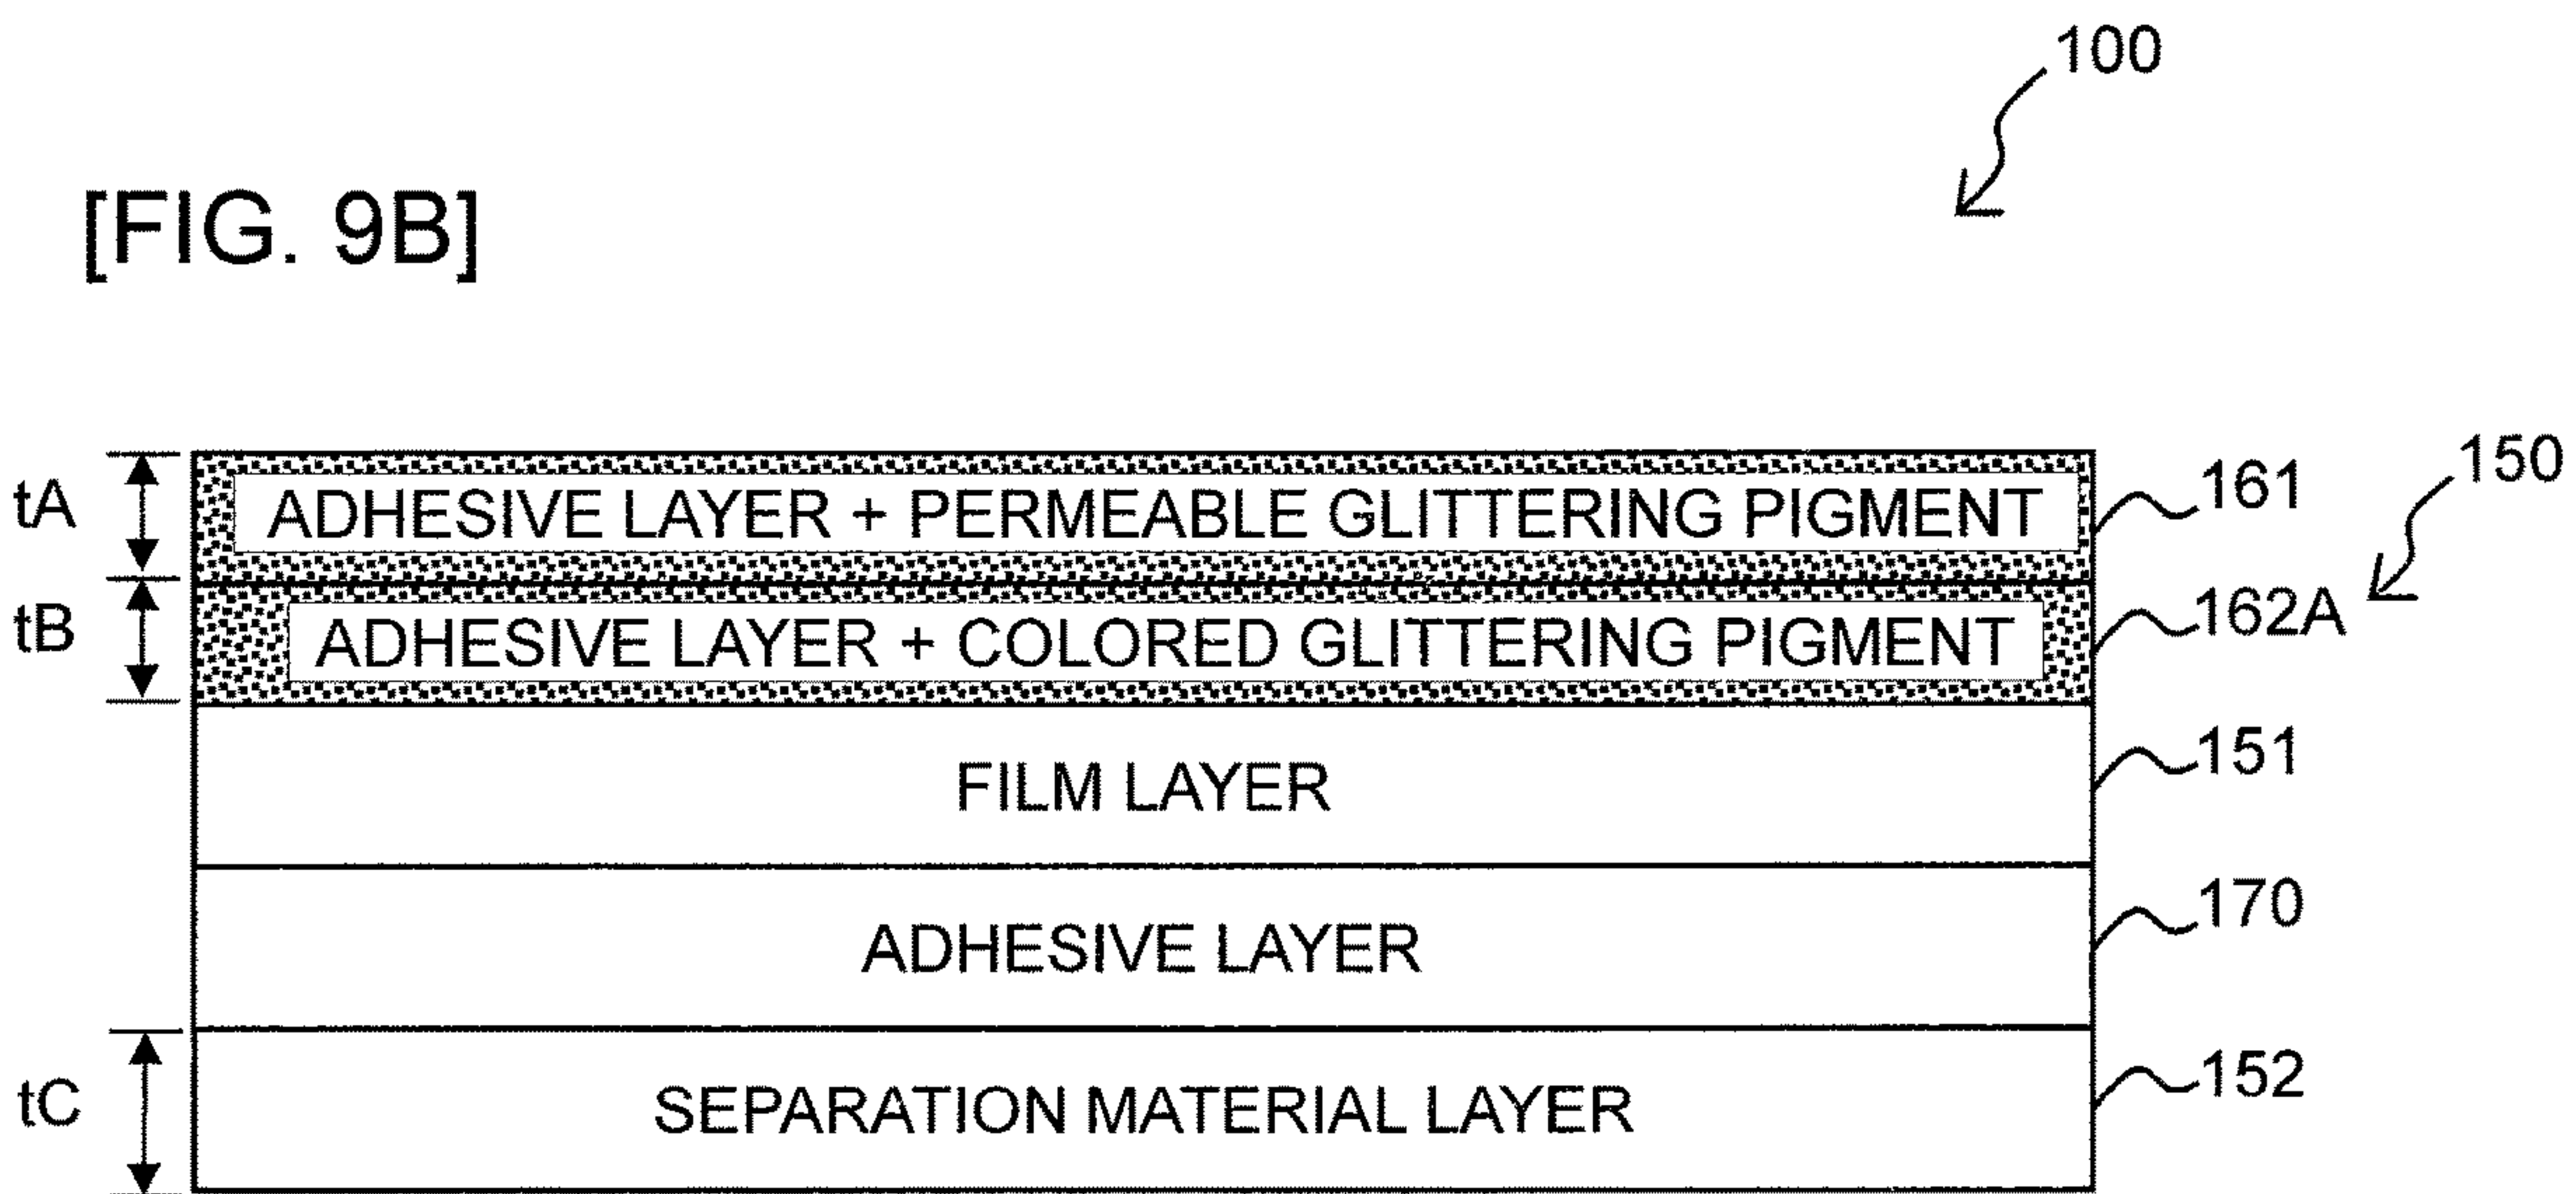 100
[FIG. 9B]
150
tA
ADHESIVE LAYER + PERMEABLE GLITTERING PIGMENT
161
tB
ADHESIVE LAYER + COLORED GLITTERING PIGMENT
162A
FILM LAYER
151
ADHESIVE LAYER
170
tC
SEPARATION MATERIAL LAYER
152